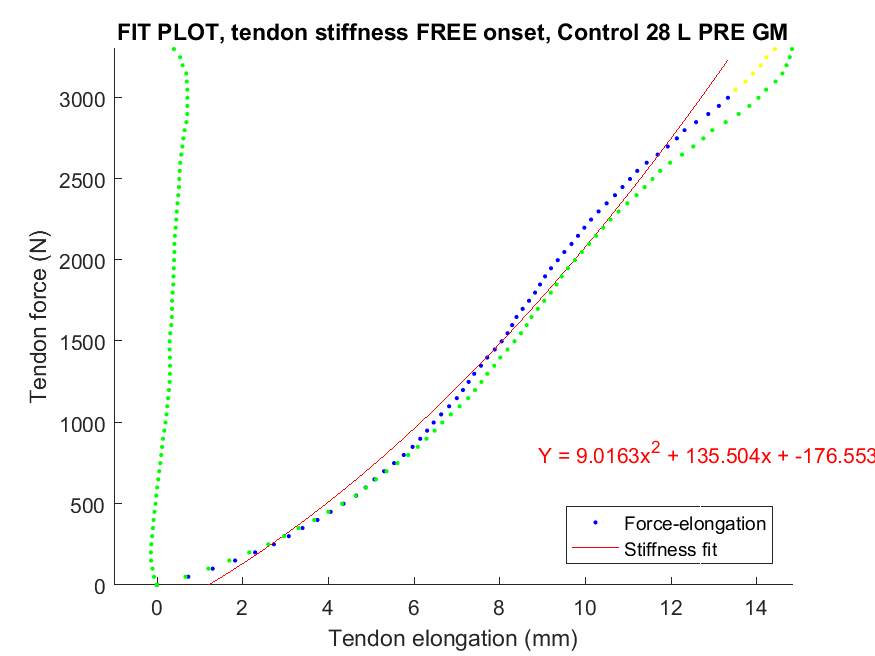 FIT PLOT, tendon stiffness FREE onset, Control 28 L PRE GM
3000
2500
2000
1500
1000
500
0
Tendon force (N)
Y = 9.0163x² + 135.504x + -176.553
Force-elongation
Stiffness fit
0 2 4 6 8 10 12 14
Tendon elongation (mm)